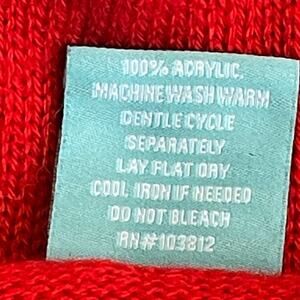 100% ACRYLIC
MACHINE WASH WARM
GENTLE CYCLE
SEPARATELY
LAY FLAT DRY
COOL IRON IF NEEDED
DO NOT BLEACH
RN#103812